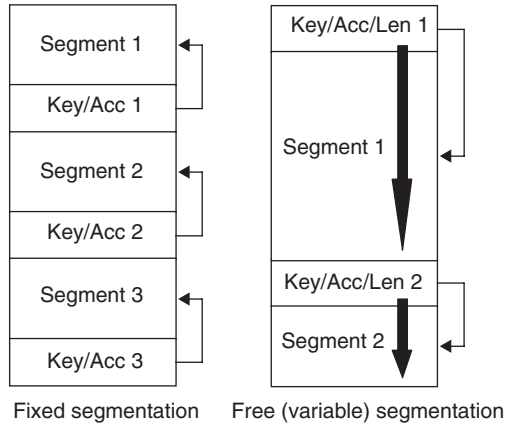 Segment 1
Key/Acc 1
Segment 2
Key/Acc 2
Segment 3
Key/Acc 3
Fixed segmentation
Key/Acc/Len 1
Segment 1
Key/Acc/Len 2
Segment 2
Free (variable) segmentation